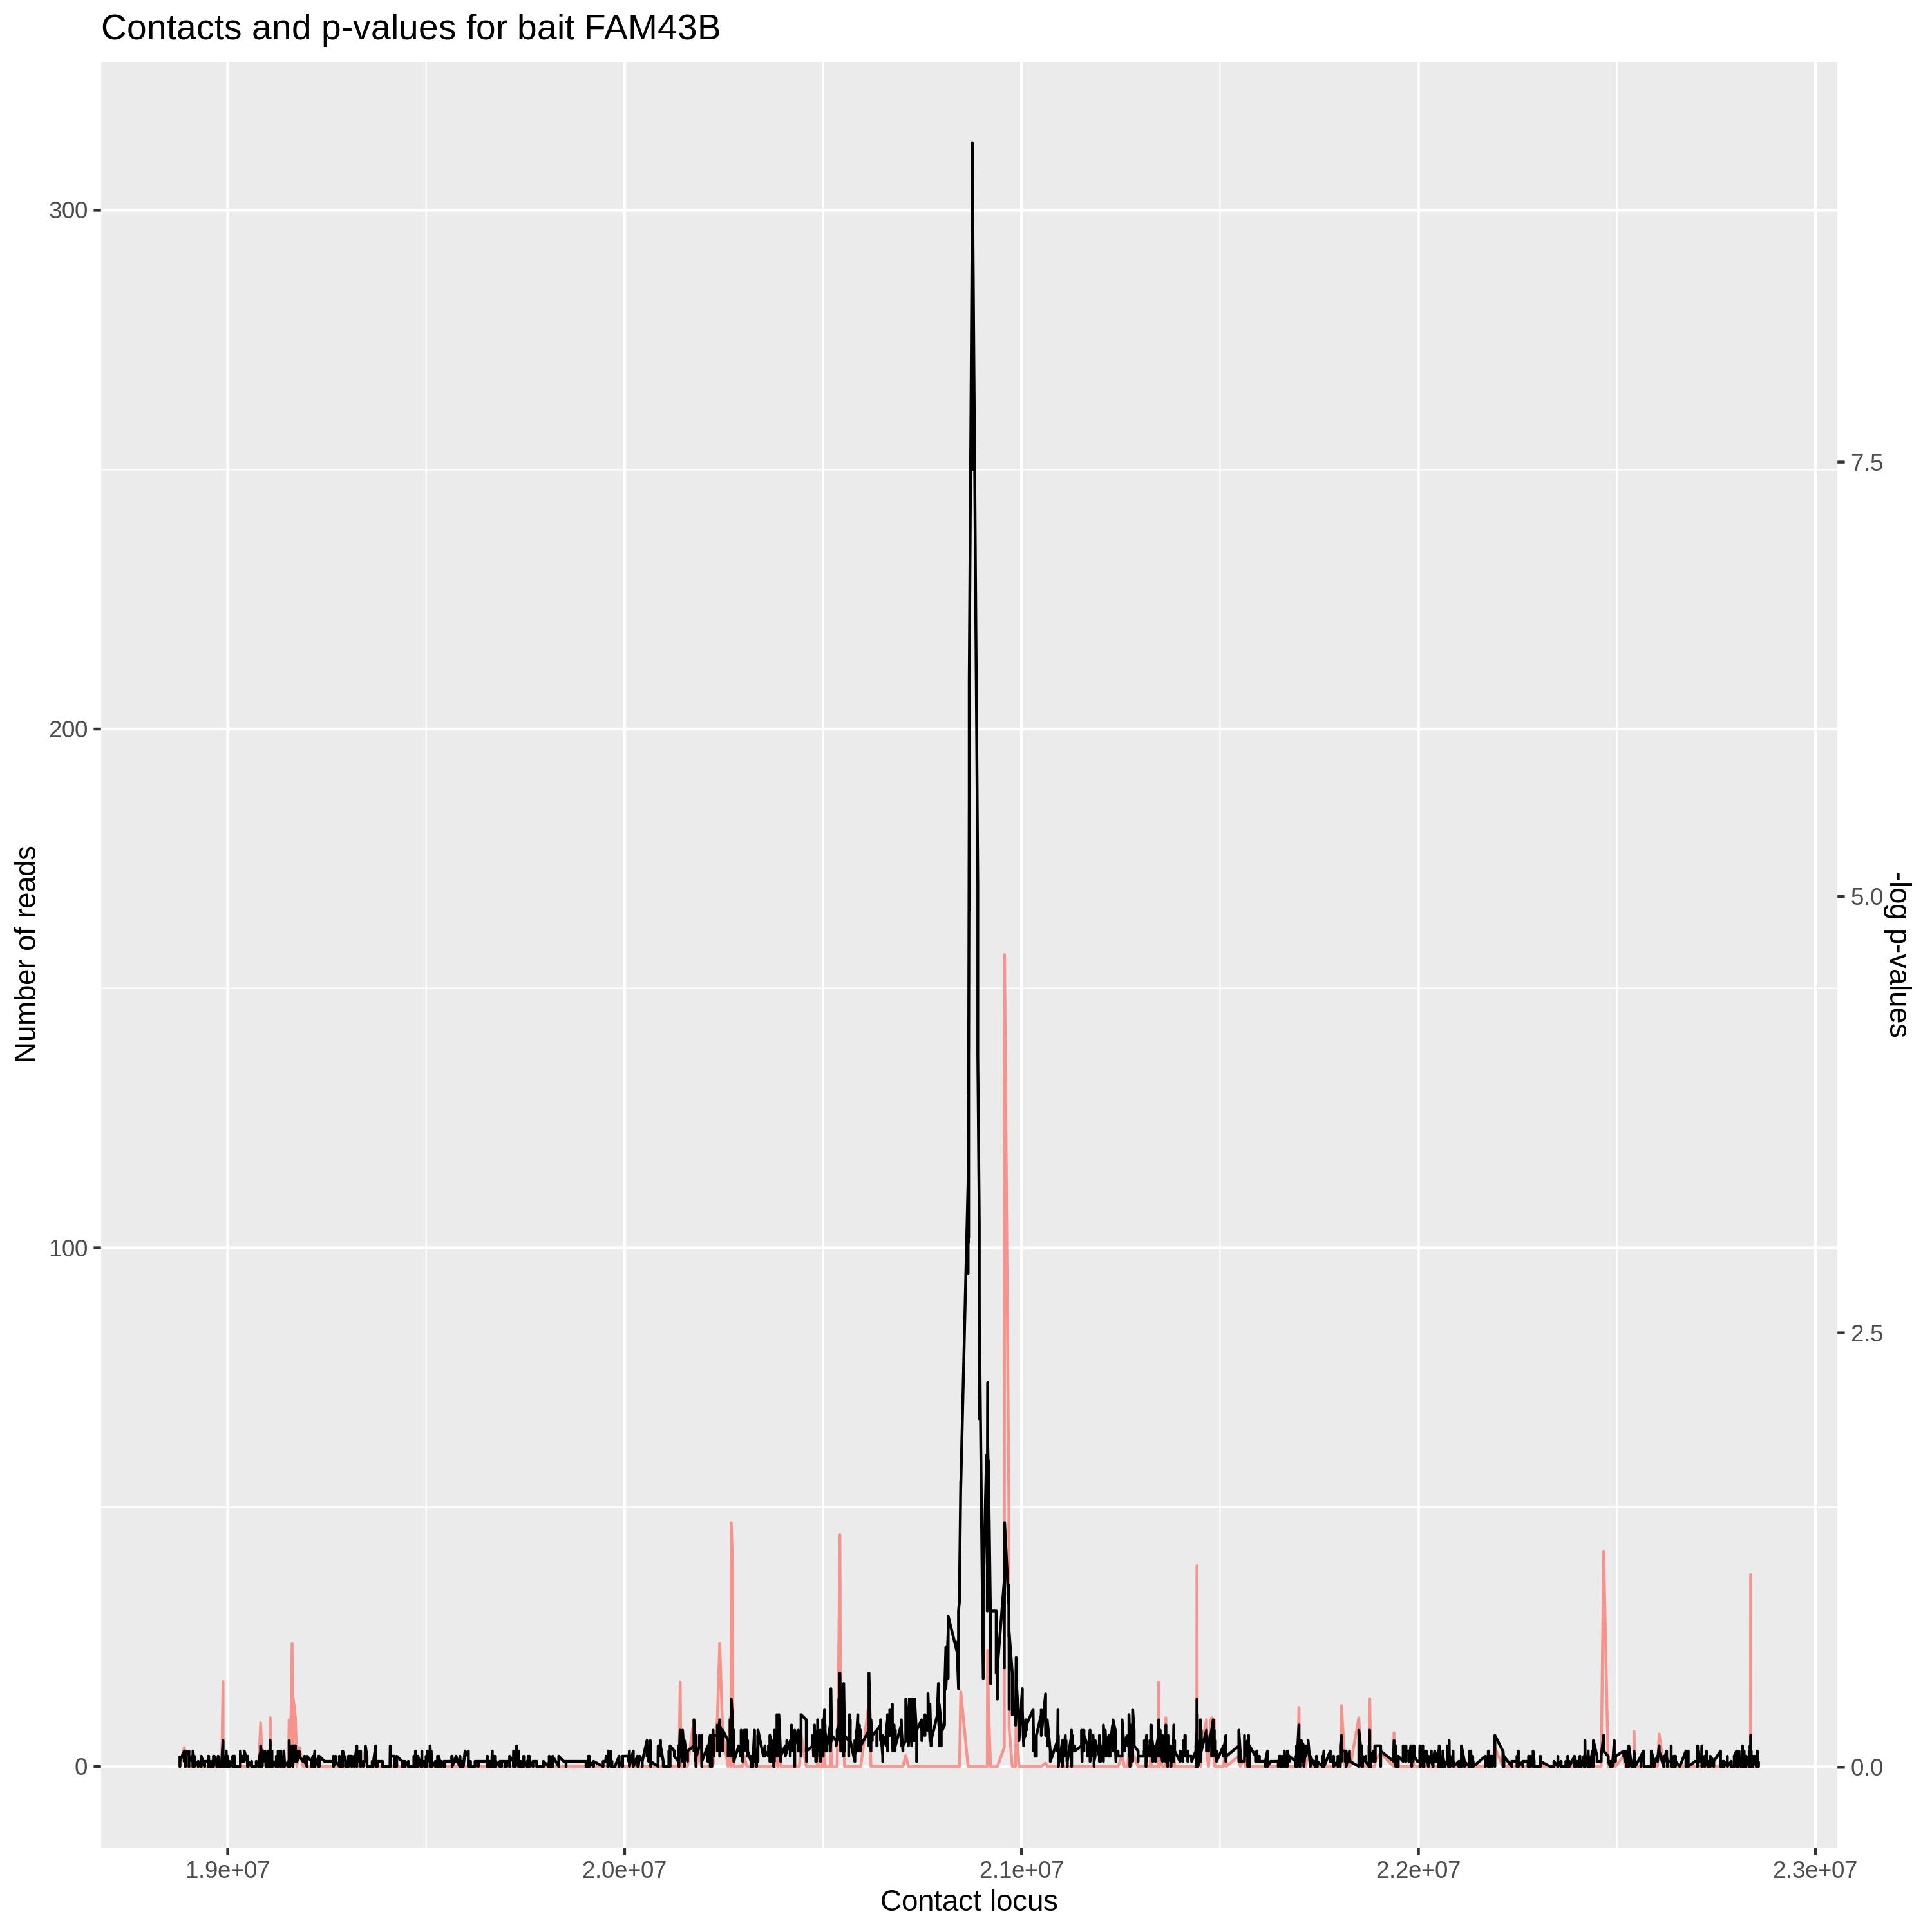 Contacts and p-values for bait FAM43B
300
200
100
0
Number of reads
7.5
5.0
2.5
0.0
-log p-values
1.9e+07
2.0e+07
2.1e+07
2.2e+07
2.3e+07
Contact locus